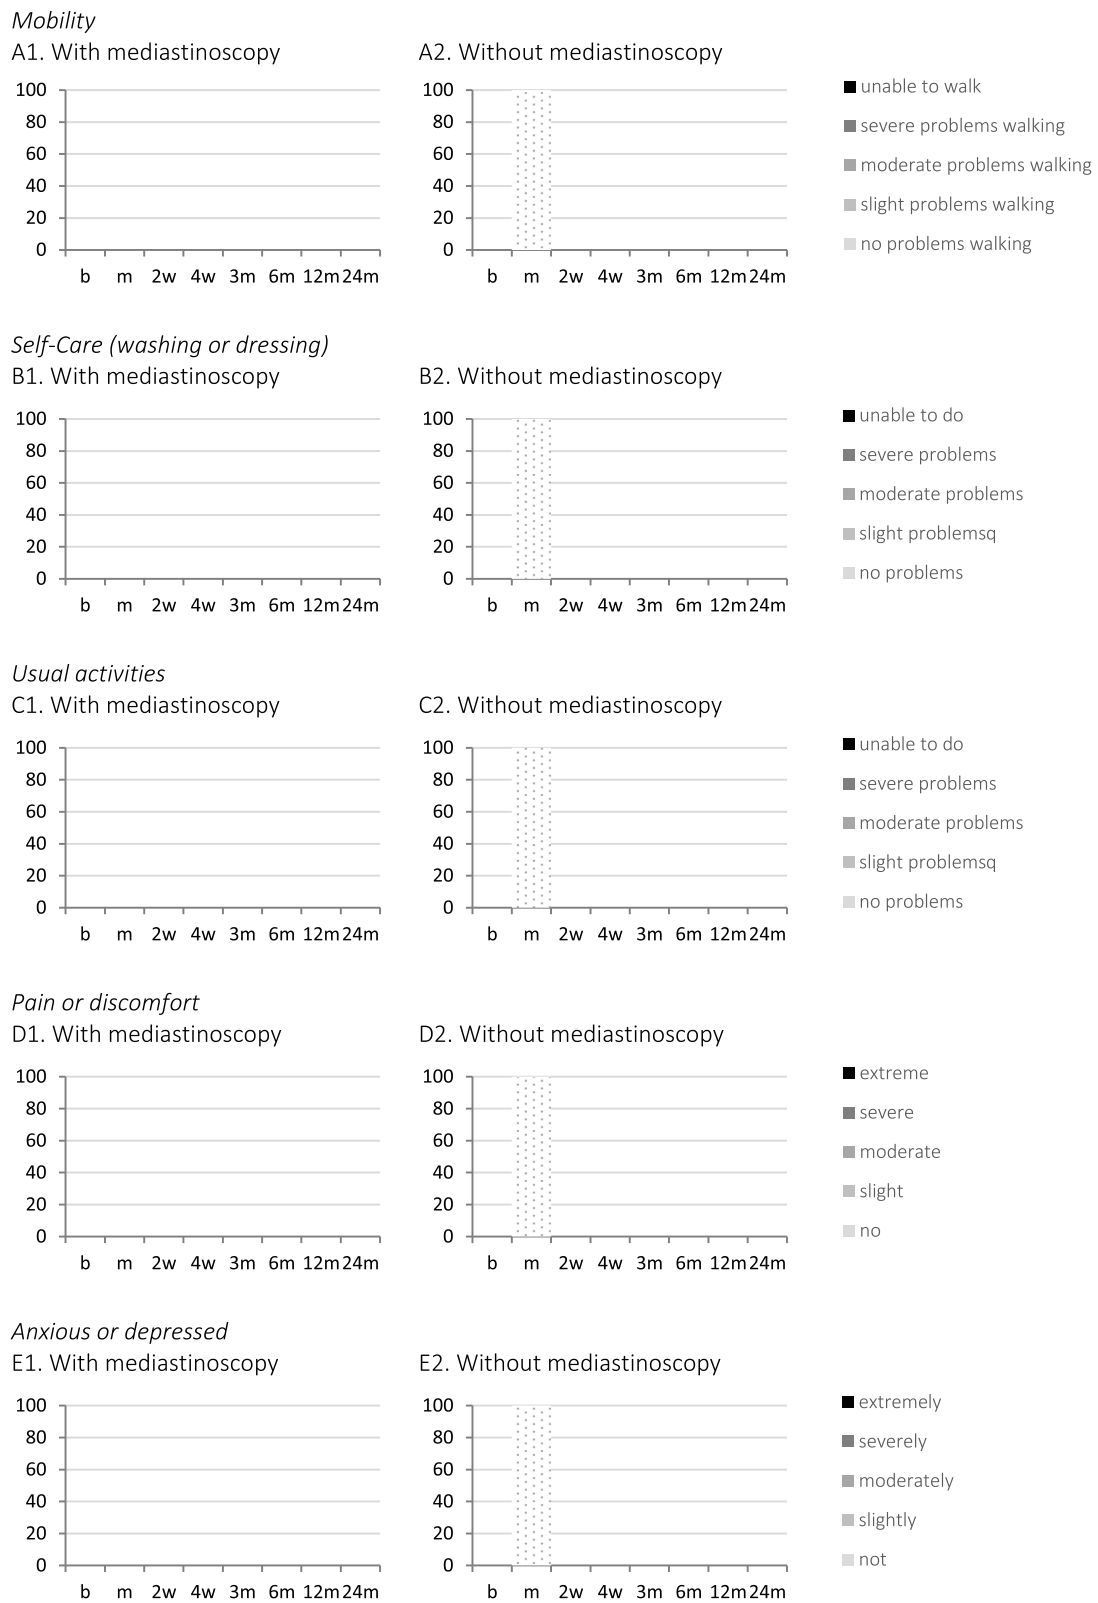 Mobility
A1. With mediastinoscopy
A2. Without mediastinoscopy
100
80
60
40
20
0
b m 2w 4w 3m 6m 12m 24m
100
80
60
40
20
0
b m 2w 4w 3m 6m 12m 24m
unable to walk
severe problems walking
moderate problems walking
slight problems walking
no problems walking
Self-Care (washing or dressing)
B1. With mediastinoscopy
B2. Without mediastinoscopy
100
80
60
40
20
0
b m 2w 4w 3m 6m 12m 24m
100
80
60
40
20
0
b m 2w 4w 3m 6m 12m 24m
unable to do
severe problems
moderate problems
slight problemsq
no problems
Usual activities
C1. With mediastinoscopy
C2. Without mediastinoscopy
100
80
60
40
20
0
b m 2w 4w 3m 6m 12m 24m
100
80
60
40
20
0
b m 2w 4w 3m 6m 12m 24m
unable to do
severe problems
moderate problems
slight problemsq
no problems
Pain or discomfort
D1. With mediastinoscopy
D2. Without mediastinoscopy
100
80
60
40
20
0
b m 2w 4w 3m 6m 12m 24m
100
80
60
40
20
0
b m 2w 4w 3m 6m 12m 24m
extreme
severe
moderate
slight
no
Anxious or depressed
E1. With mediastinoscopy
E2. Without mediastinoscopy
100
80
60
40
20
0
b m 2w 4w 3m 6m 12m 24m
100
80
60
40
20
0
b m 2w 4w 3m 6m 12m 24m
extremely
severely
moderately
slightly
not